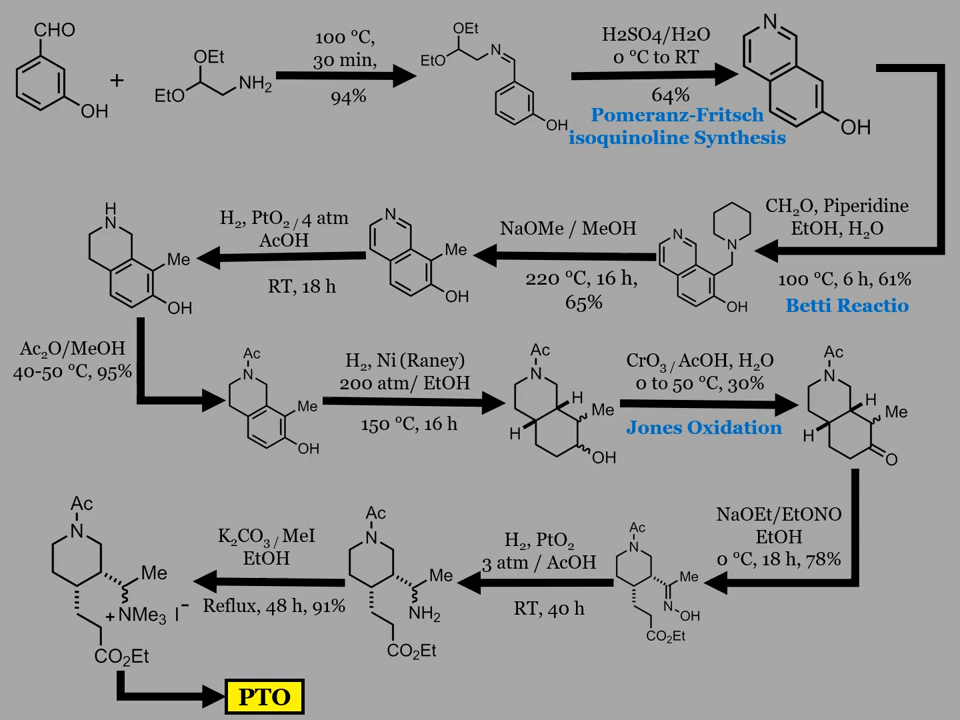 CHO
OH
+
OEt
EtO
NH2
100 °C,
30 min,
94%
OEt
EtO
N
OH
H2SO4/H2O
0 °C to RT
64%
Pomeranz-Fritsch
isoquinoline Synthesis
N
OH
CH2O, Piperidine
EtOH, H2O
100 °C, 6 h, 61%
Betti Reactio
N
N
OH
NaOMe / MeOH
220 °C, 16 h,
65%
N
Me
OH
H2, PtO2 / 4 atm
AcOH
RT, 18 h
H
N
Me
OH
Ac2O/MeOH
40-50 °C, 95%
Ac
N
Me
OH
H2, Ni (Raney)
200 atm/ EtOH
150 °C, 16 h
Ac
N
H
Me
H
OH
CrO3 / AcOH, H2O
0 to 50 °C, 30%
Jones Oxidation
Ac
N
H
Me
H
O
NaOEt/EtONO
EtOH
0 °C, 18 h, 78%
Ac
N
Me
N
OH
CO2Et
H2, PtO2
3 atm / AcOH
RT, 40 h
Ac
N
Me
NH2
CO2Et
K2CO3 / MeI
EtOH
Reflux, 48 h, 91%
Ac
N
Me
+ NMe3 I−
CO2Et
PTO